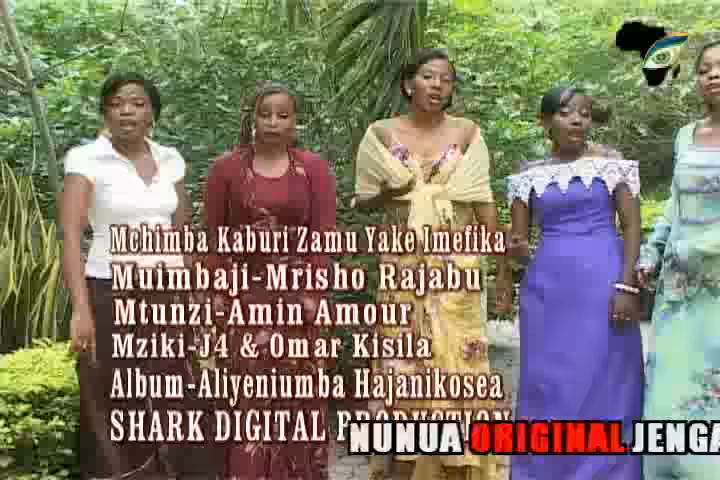 Mchimba Kaburi Zamu Yake Imefika
Muimbaji-Mrisho Rajabu
Mtunzi-Amin Amour
Mziki-J4 & Omar Kisila
Album-Aliyeniumba Hajanikosea
SHARK DIGITAL PRODUCTION
NUNUA ORIGINAL JENGA